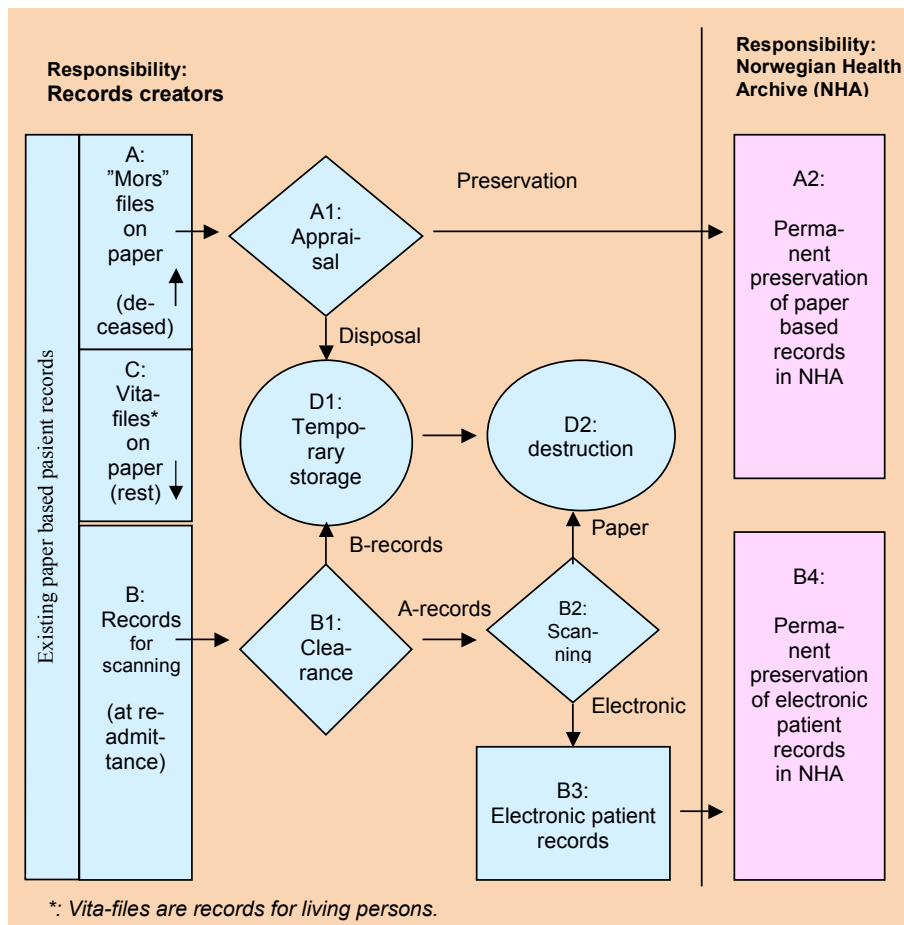 Responsibility:
Records creators
Responsibility:
Norwegian Health
Archive (NHA)
Existing paper based pasient records
A:
”Mors”
files
on
paper
(de-
ceased)
C:
Vita-
files*
on
paper
(rest)
B:
Records
for
scanning
(at re-
admit-
tance)
A1:
Apprai-
sal
Preservation
Disposal
D1:
Tempo-
rary
storage
D2:
destruction
B-records
Paper
B1:
Clea-
rance
A-records
B2:
Scan-
ning
Electronic
B3:
Electronic patient
records
A2:
Perma-
nent
preservation
of paper
based
records
in NHA
B4:
Perma-
nent
preservation
of electronic
patient
records
in NHA
*: Vita-files are records for living persons.